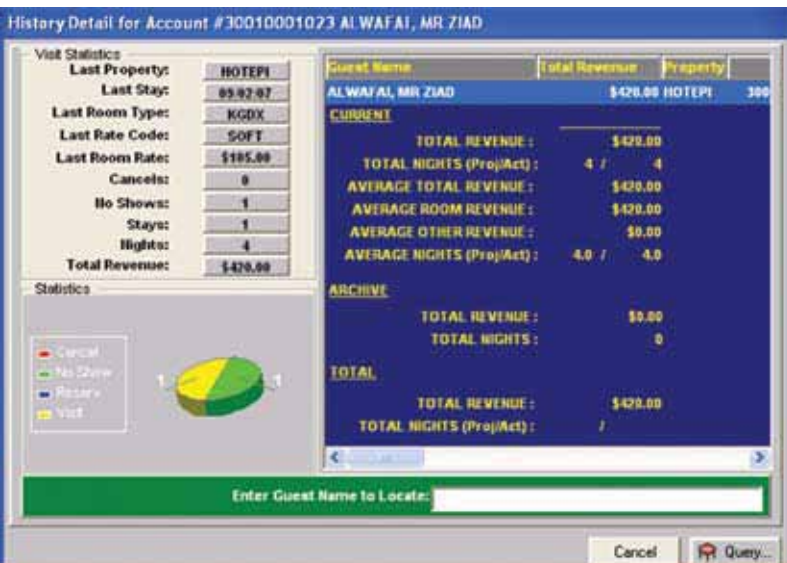 History Detail for Account #30010001023 ALWAFAI, MR ZIAD
Visit Statistics
Last Property: HOTEPI
Last Stay: 09/02/07
Last Room Type: KGDX
Last Rate Code: SOFT
Last Room Rate: $105.00
Cancels: 0
No Shows: 1
Stays: 1
Nights: 4
Total Revenue: $420.00
Statistics
Cancel
No Show
Reserv
Visit
1
1
Guest Name Total Revenue Property
ALWAFAI, MR ZIAD $420.00 HOTEPI 300
CURRENT
TOTAL REVENUE : $420.00
TOTAL NIGHTS (Proj/Act) : 4 / 4
AVERAGE TOTAL REVENUE : $420.00
AVERAGE ROOM REVENUE : $420.00
AVERAGE OTHER REVENUE : $0.00
AVERAGE NIGHTS (Proj/Act) : 4.0 / 4.0
ARCHIVE
TOTAL REVENUE : $0.00
TOTAL NIGHTS : 0
TOTAL
TOTAL REVENUE : $420.00
TOTAL NIGHTS (Proj/Act) : /
Enter Guest Name to Locate:
Cancel
Query...